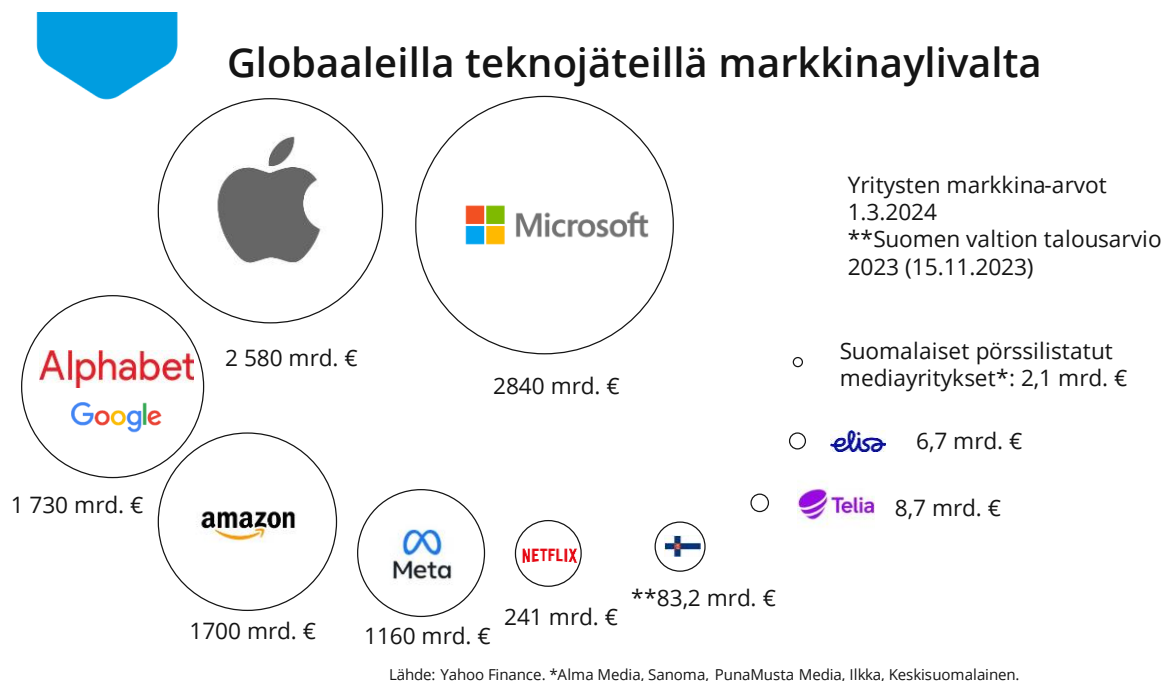 Globaaleilla teknojäteillä markkinaylivalta
Microsoft
Yritysten markkina-arvot
1.3.2024
**Suomen valtion talousarvio
2023 (15.11.2023)
Alphabet
Google
2 580 mrd. €
2840 mrd. €
Suomalaiset pörssilistatut
mediayritykset*: 2,1 mrd. €
elisa
6,7 mrd. €
1 730 mrd. €
amazon
Telia
8,7 mrd. €
Meta
NETFLIX
**83,2 mrd. €
241 mrd. €
1700 mrd. €
1160 mrd. €
Lähde: Yahoo Finance. *Alma Media, Sanoma, PunaMusta Media, Ilkka, Keskisuomalainen.